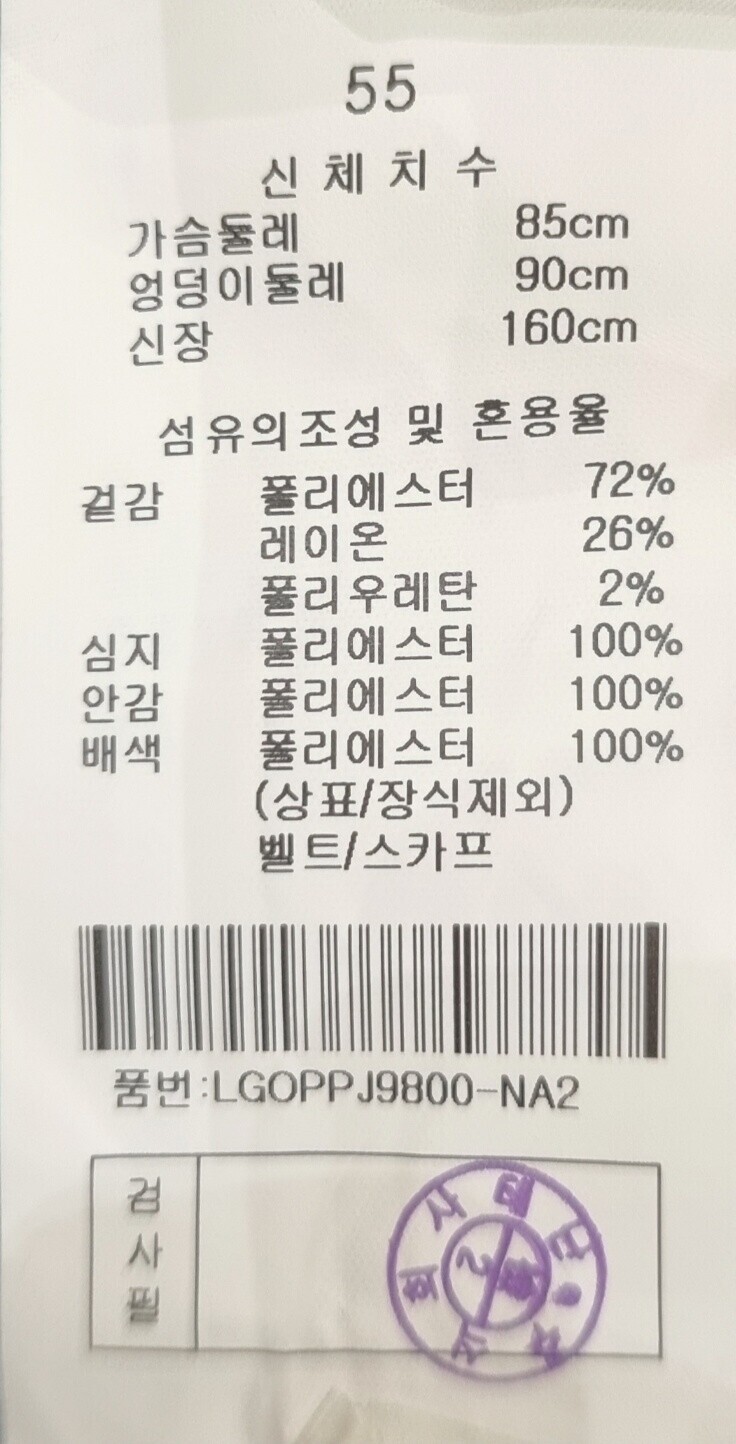 55
신체치수
가슴둘레 85cm
엉덩이둘레 90cm
신장 160cm
섬유의조성 및 혼용율
겉감 폴리에스터 72%
레이온 26%
폴리우레탄 2%
심지 폴리에스터 100%
안감 폴리에스터 100%
배색 폴리에스터 100%
(상표/장식제외)
벨트/스카프
품번:LGOPPJ9800-NA2
검사필